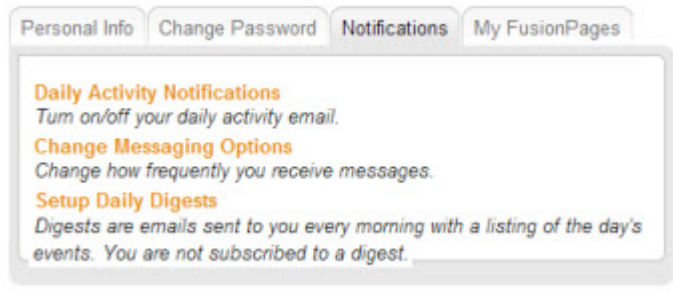 Personal Info Change Password Notifications My FusionPages
Daily Activity Notifications
Turn on/off your daily activity email.
Change Messaging Options
Change how frequently you receive messages.
Setup Daily Digests
Digests are emails sent to you every morning with a listing of the day's
events. You are not subscribed to a digest.